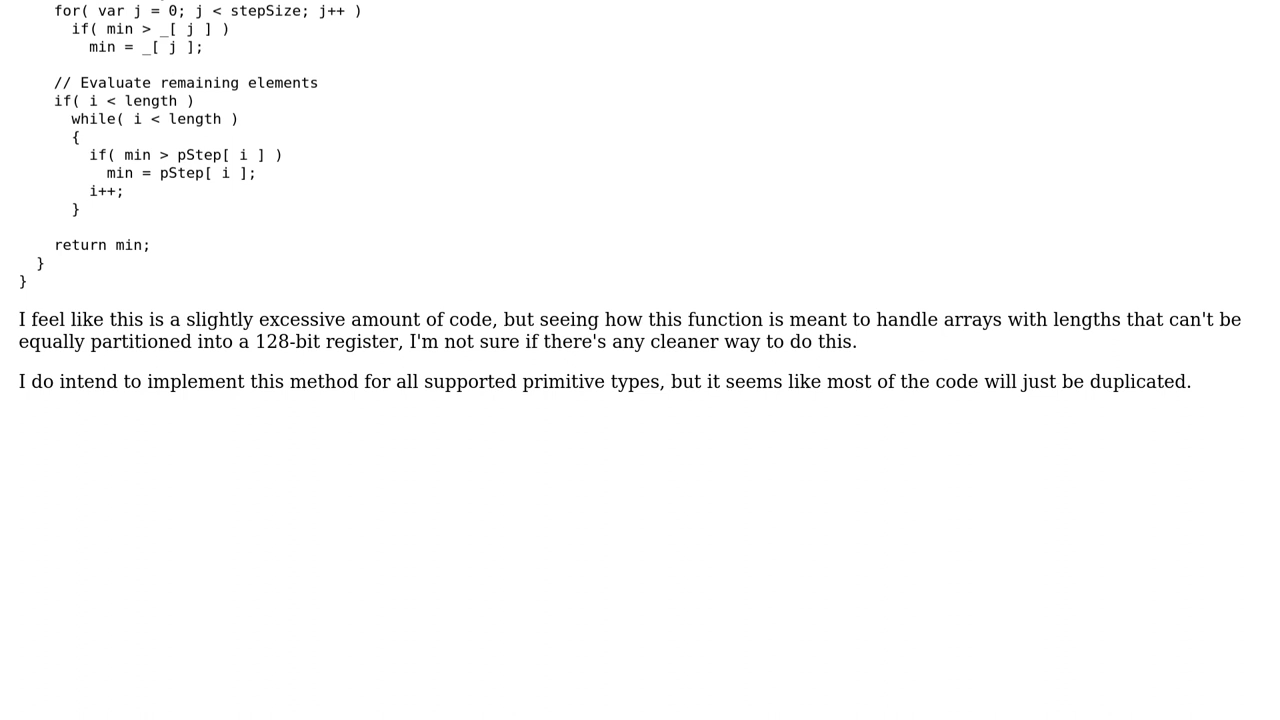 for( var j = 0; j < stepSize; j++ )
if( min > _[ j ] )
min = _[ j ];
// Evaluate remaining elements
if( i < length )
while( i < length )
{
if( min > pStep[ i ] )
min = pStep[ i ];
i++;
}
return min;
}
}
I feel like this is a slightly excessive amount of code, but seeing how this function is meant to handle arrays with lengths that can't be
equally partitioned into a 128-bit register, I'm not sure if there's any cleaner way to do this.
I do intend to implement this method for all supported primitive types, but it seems like most of the code will just be duplicated.